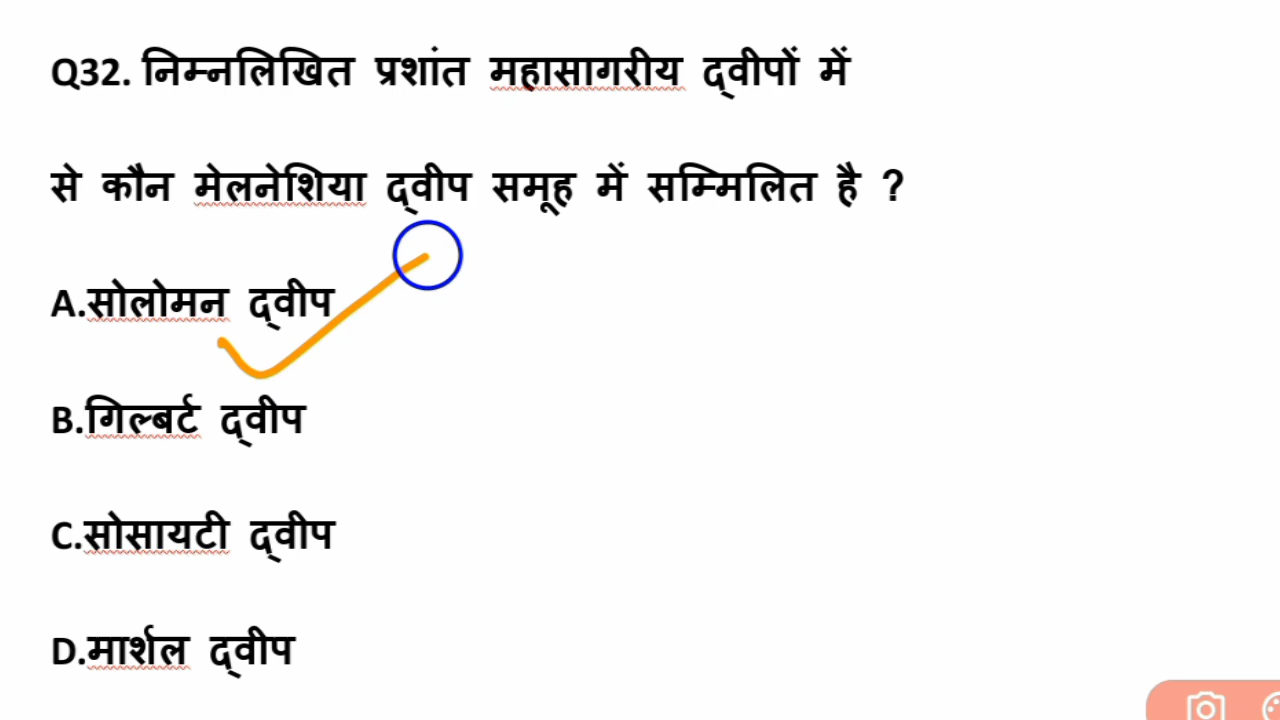 Q32. निम्नलिखित प्रशांत महासागरीय द्वीपों में
से कौन मेलनेशिया द्वीप समूह में सम्मिलित है ?
A.सोलोमन द्वीप
B.गिल्बर्ट द्वीप
C.सोसायटी द्वीप
D.मार्शल द्वीप